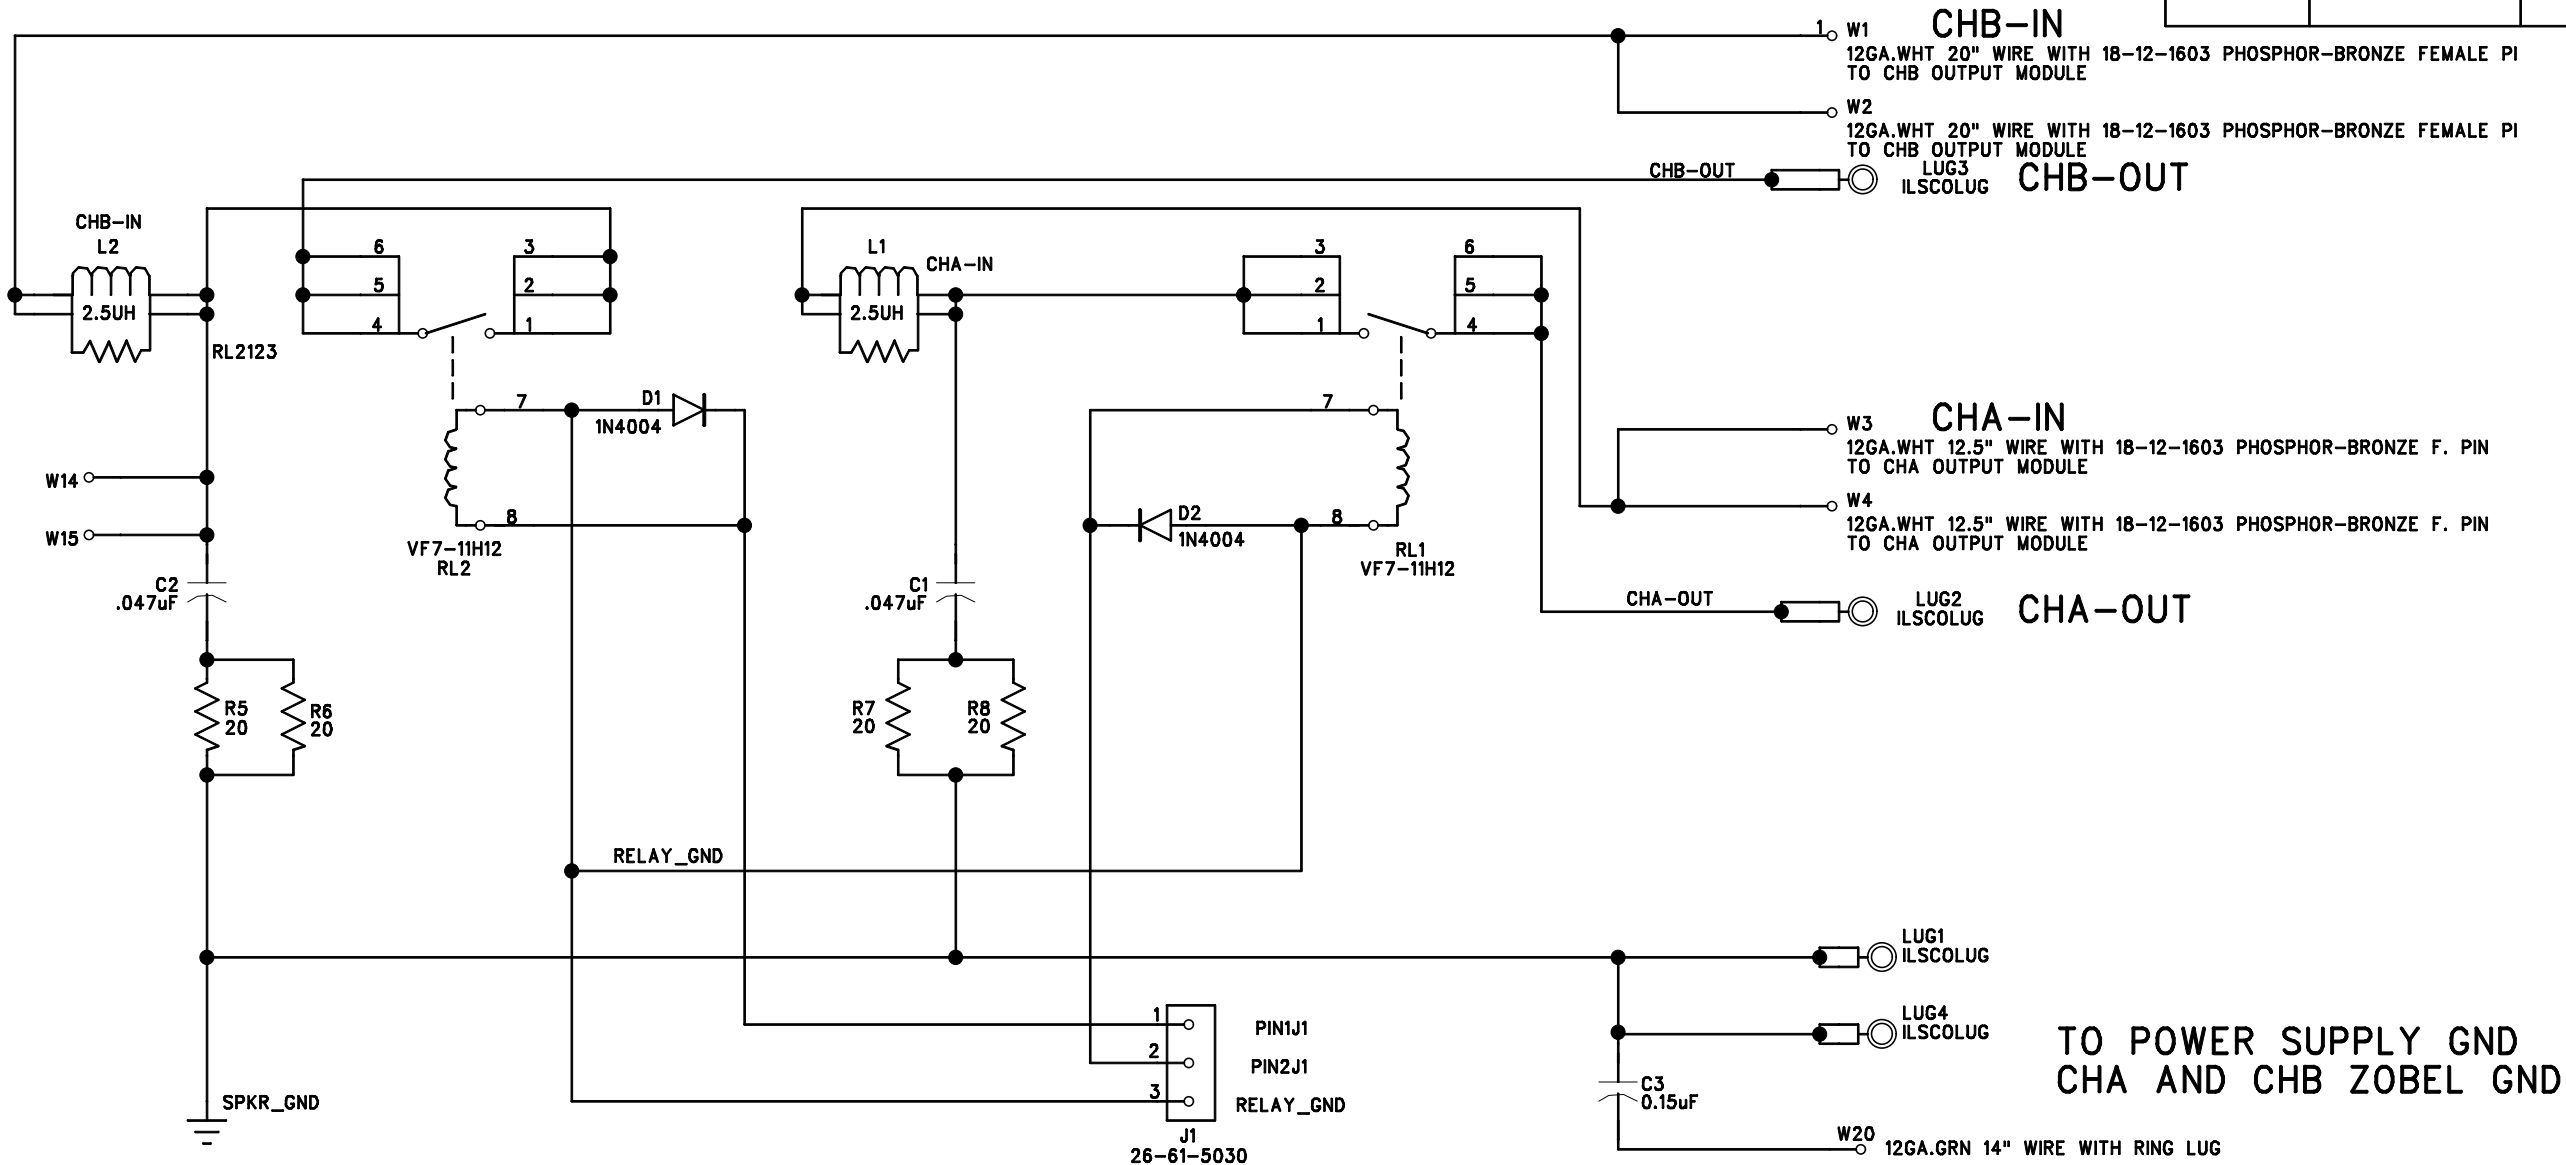 1 W1 CHB-IN
12GA.WHT 20" WIRE WITH 18-12-1603 PHOSPHOR-BRONZE FEMALE PI
TO CHB OUTPUT MODULE
W2
12GA.WHT 20" WIRE WITH 18-12-1603 PHOSPHOR-BRONZE FEMALE PI
TO CHB OUTPUT MODULE
CHB-OUT
LUG3
ILSCOLUG
CHB-OUT
CHB-IN
L2
2.5UH
RL2123
6
5
4
3
2
1
L1
2.5UH
CHA-IN
3
2
1
6
5
4
7
D1
1N4004
8
VF7-11H12
RL2
7
D2
1N4004
8
RL1
VF7-11H12
W3 CHA-IN
12GA.WHT 12.5" WIRE WITH 18-12-1603 PHOSPHOR-BRONZE F. PIN
TO CHA OUTPUT MODULE
W4
12GA.WHT 12.5" WIRE WITH 18-12-1603 PHOSPHOR-BRONZE F. PIN
TO CHA OUTPUT MODULE
CHA-OUT
LUG2
ILSCOLUG
CHA-OUT
W14
W15
C2
.047uF
C1
.047uF
R5
20
R6
20
R7
20
R8
20
RELAY_GND
LUG1
ILSCOLUG
LUG4
ILSCOLUG
TO POWER SUPPLY GND
CHA AND CHB ZOBEL GND
1 PIN1J1
2 PIN2J1
3 RELAY_GND
J1
26-61-5030
SPKR_GND
C3
0.15uF
W20
12GA.GRN 14" WIRE WITH RING LUG